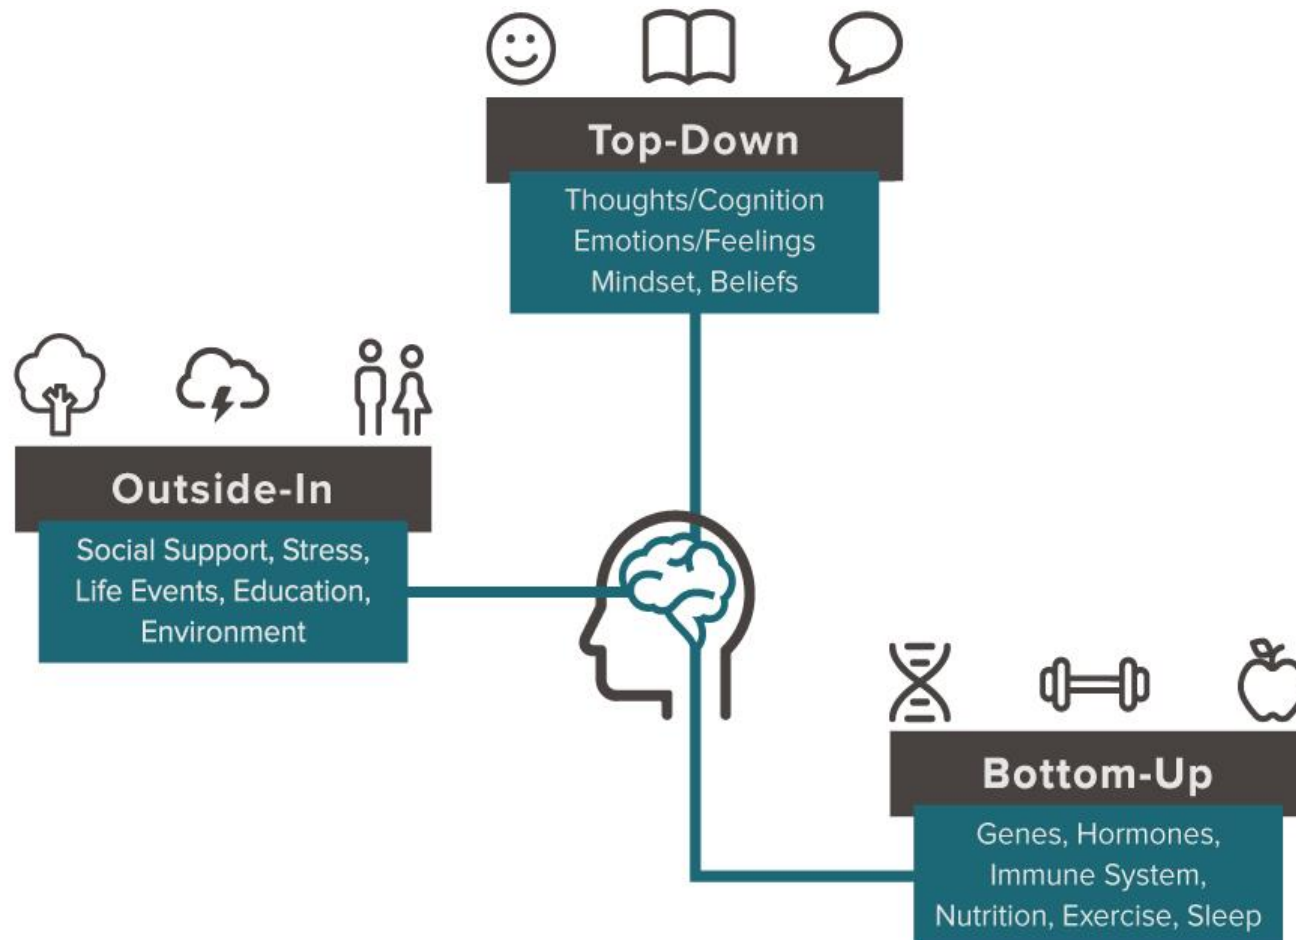 Top-Down
Thoughts/Cognition
Emotions/Feelings
Mindset, Beliefs
Outside-In
Social Support, Stress,
Life Events, Education,
Environment
Bottom-Up
Genes, Hormones,
Immune System,
Nutrition, Exercise, Sleep